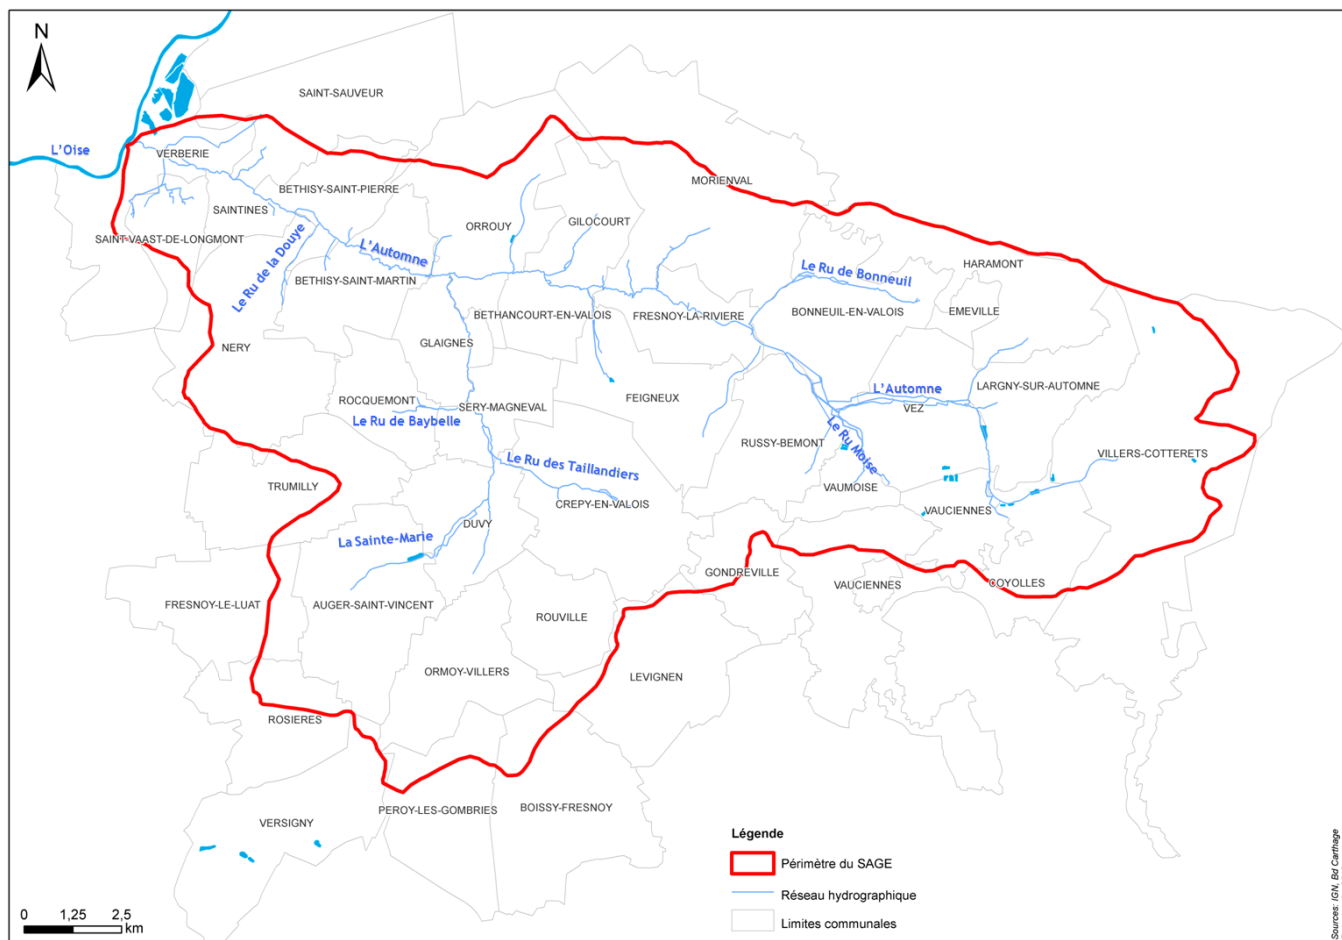 N
SAINT-SAUVEUR
L'Oise
VERBERIE
MORIENVAL
BETHISY-SAINT-PIERRE
SAINTINES
ORROUY
GILOCOURT
SAINT-VAAST-DE-LONGMONT
L'Automne
Le Ru de la Douye
HARAMONT
Le Ru de Bonneuil
BETHISY-SAINT-MARTIN
BETHANCOURT-EN-VALOIS
FRESNOY-LA-RIVIERE
BONNEUIL-EN-VALOIS
EMEVILLE
GLAIGNES
NERY
L'Automne
LARGNY-SUR-AUTOMNE
ROCQUEMONT
FEIGNEUX
SERY-MAGNEVAL
VEZ
Le Ru de Baybelle
RUSSY-BEMONT
Le Ru Moise
VILLERS-COTTERETS
Le Ru des Taillandiers
TRUMILLY
VAUMOISE
CREPY-EN-VALOIS
VAUCIENNES
DUVY
La Sainte-Marie
GONDREVILLE
VAUCIENNES
COYOLLES
FRESNOY-LE-LUAT
AUGER-SAINT-VINCENT
ROUVILLE
ORMOY-VILLERS
LEVIGNEN
ROSIERES
PEROY-LES-GOMBRIES
BOISSY-FRESNOY
VERSIGNY
Légende
Périmètre du SAGE
Réseau hydrographique
Limites communales
0 1,25 2,5
km
Sources: IGN, Bd Carthage